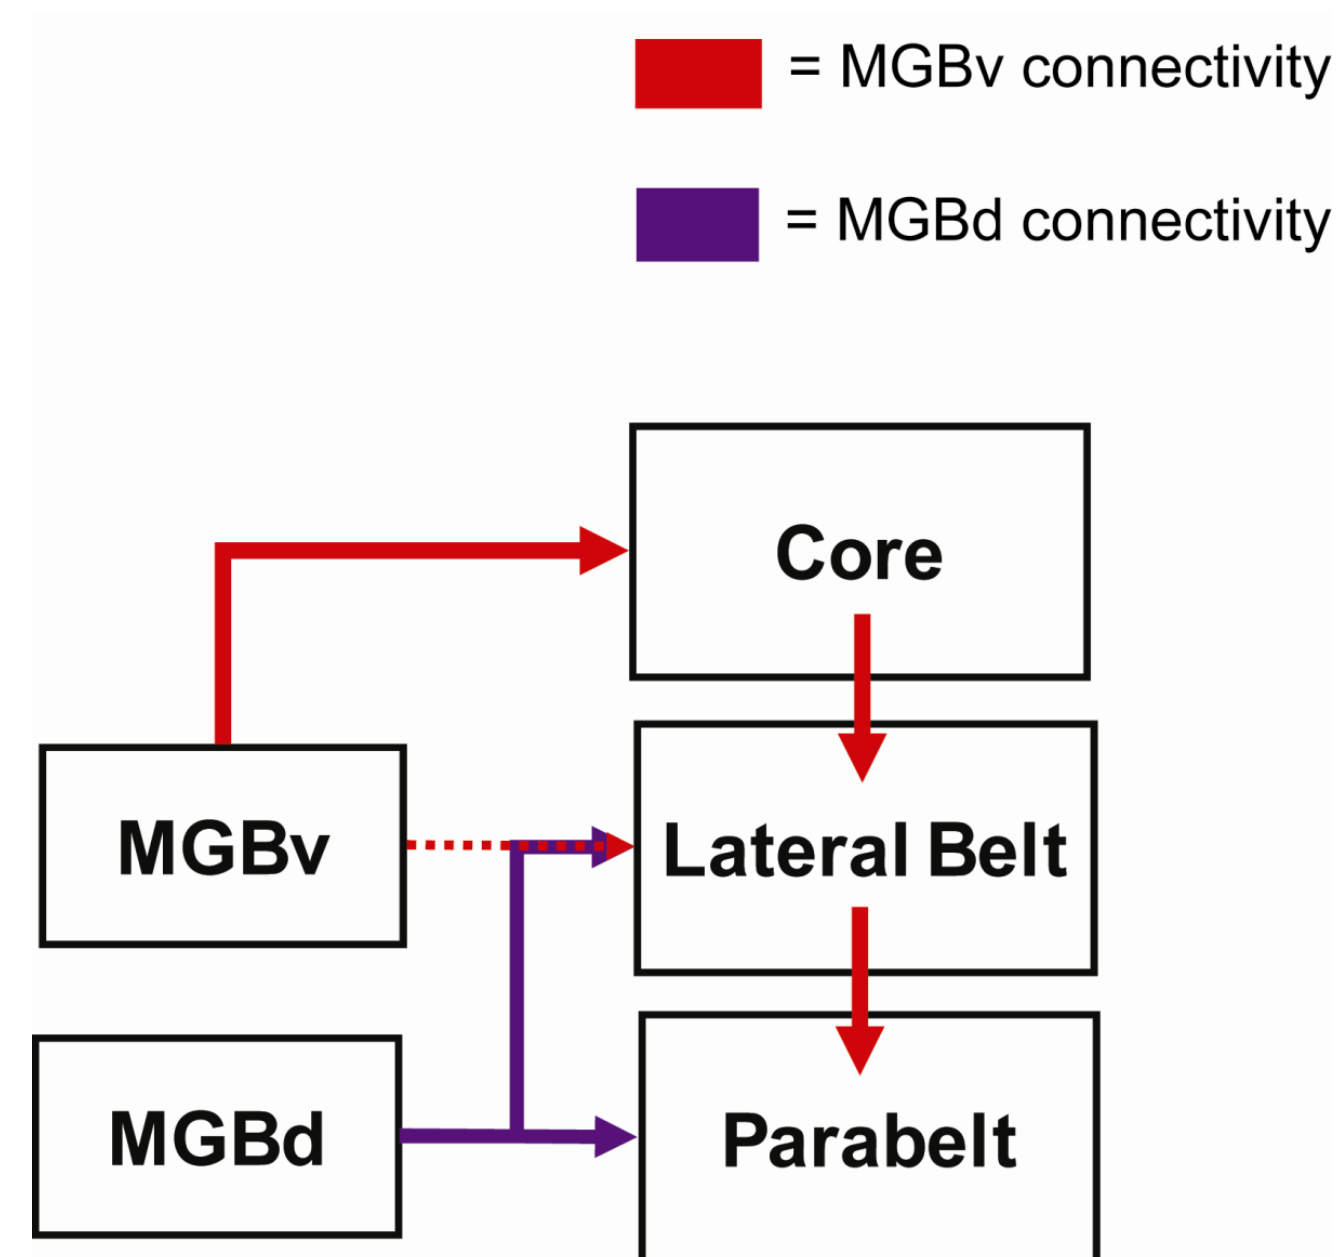 = MGBv connectivity
= MGBd connectivity
Core
MGBv
Lateral Belt
MGBd
Parabelt